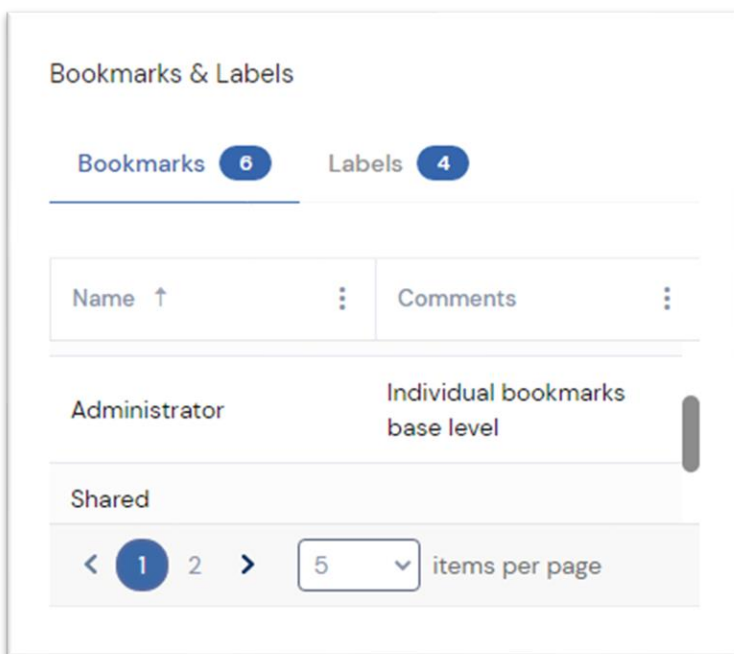 Bookmarks & Labels
Bookmarks 6 Labels 4
Name ↑ Comments
Administrator Individual bookmarks
base level
Shared
1 2 5 items per page